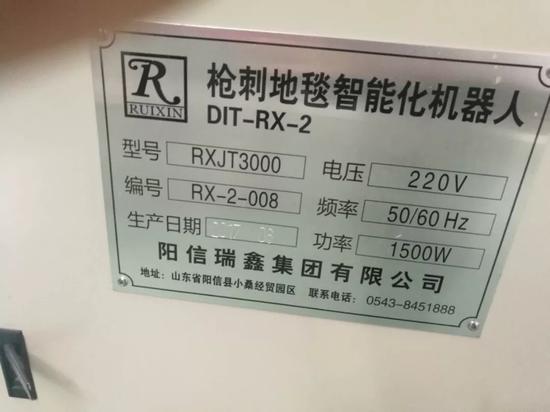 R
RUIXIN
枪刺地毯智能化机器人
DIT-RX-2
型号 RXJT3000 电压 220V
编号 RX-2-008 频率 50/60 Hz
生产日期 2017 08 功率 1500W
阳信瑞鑫集团有限公司
地址: 山东省阳信县小桑经贸园区 联系电话: 0543-8451888